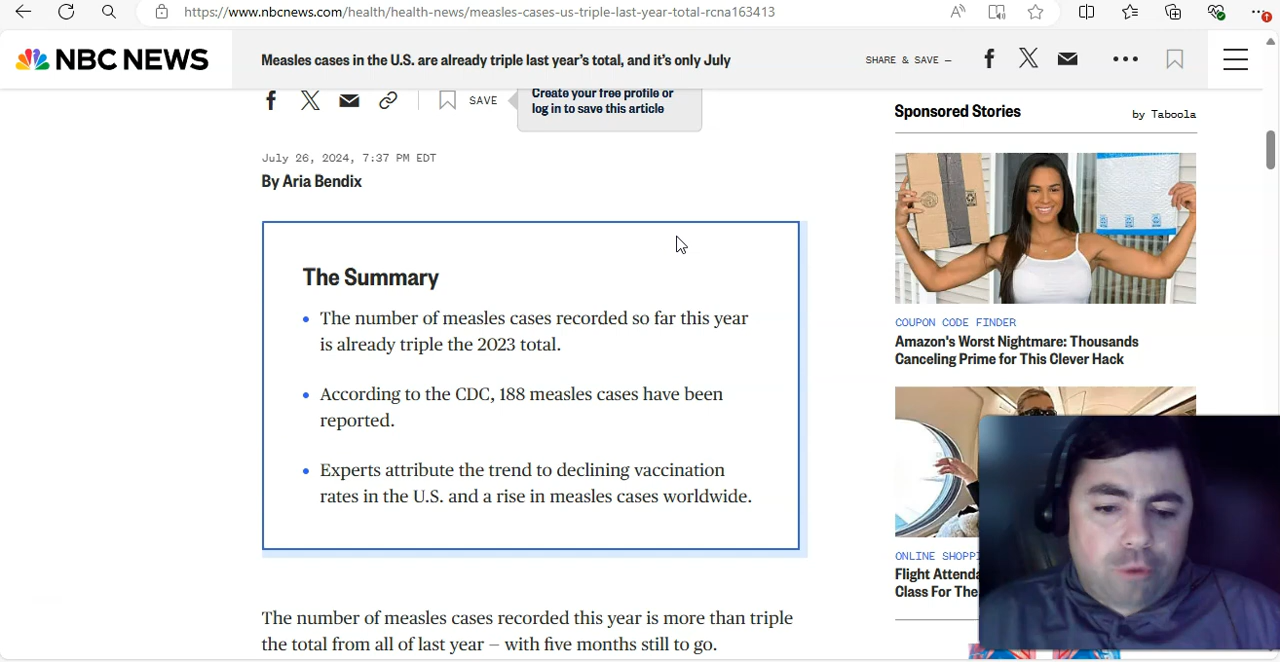 https://www.nbcnews.com/health/health-news/measles-cases-us-triple-last-year-total-rcna163413
NBC NEWS
Measles cases in the U.S. are already triple last year's total, and it's only July
SHARE & SAVE —
SAVE
Create your free profile or
log in to save this article
July 26, 2024, 7:37 PM EDT
By Aria Bendix
The Summary
• The number of measles cases recorded so far this year
is already triple the 2023 total.
• According to the CDC, 188 measles cases have been
reported.
• Experts attribute the trend to declining vaccination
rates in the U.S. and a rise in measles cases worldwide.
The number of measles cases recorded this year is more than triple
the total from all of last year — with five months still to go.
Sponsored Stories
by Taboola
COUPON CODE FINDER
Amazon's Worst Nightmare: Thousands
Canceling Prime for This Clever Hack
ONLINE SHOPPI
Flight Attenda
Class For The